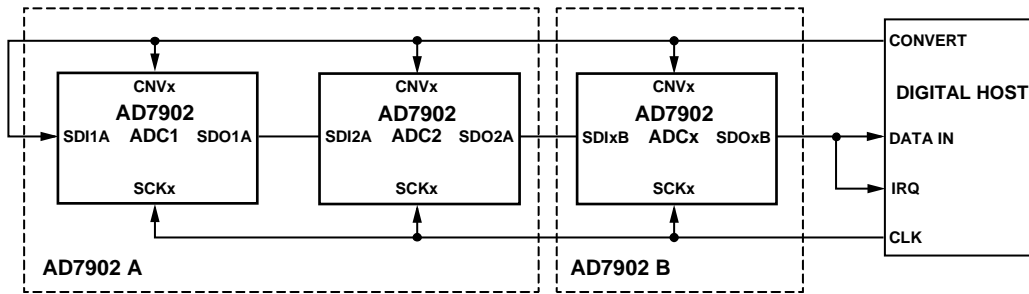 CONVERT
CNVx
CNVx
CNVx
AD7902
AD7902
AD7902
DIGITAL HOST
SDI1A ADC1 SDO1A
SDI2A ADC2 SDO2A
SDIxB ADCx SDOxB
DATA IN
SCKx
SCKx
SCKx
IRQ
CLK
AD7902 A
AD7902 B